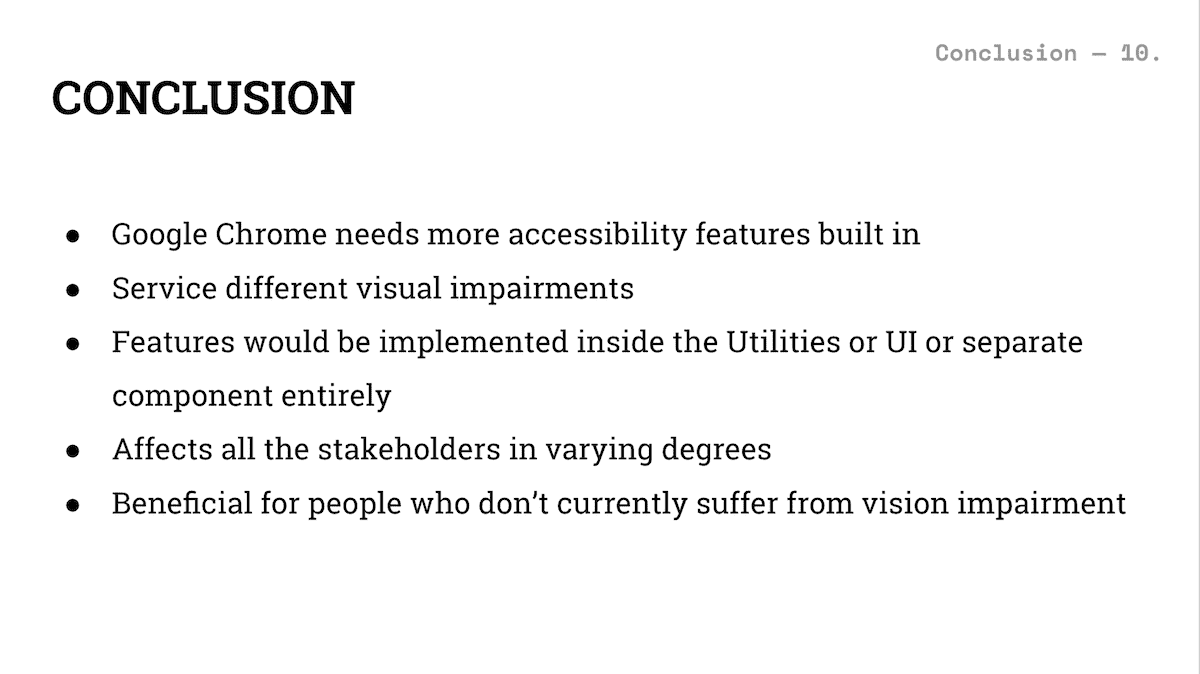 Conclusion — 10.
CONCLUSION
● Google Chrome needs more accessibility features built in
● Service different visual impairments
● Features would be implemented inside the Utilities or UI or separate
component entirely
● Affects all the stakeholders in varying degrees
● Beneficial for people who don’t currently suffer from vision impairment